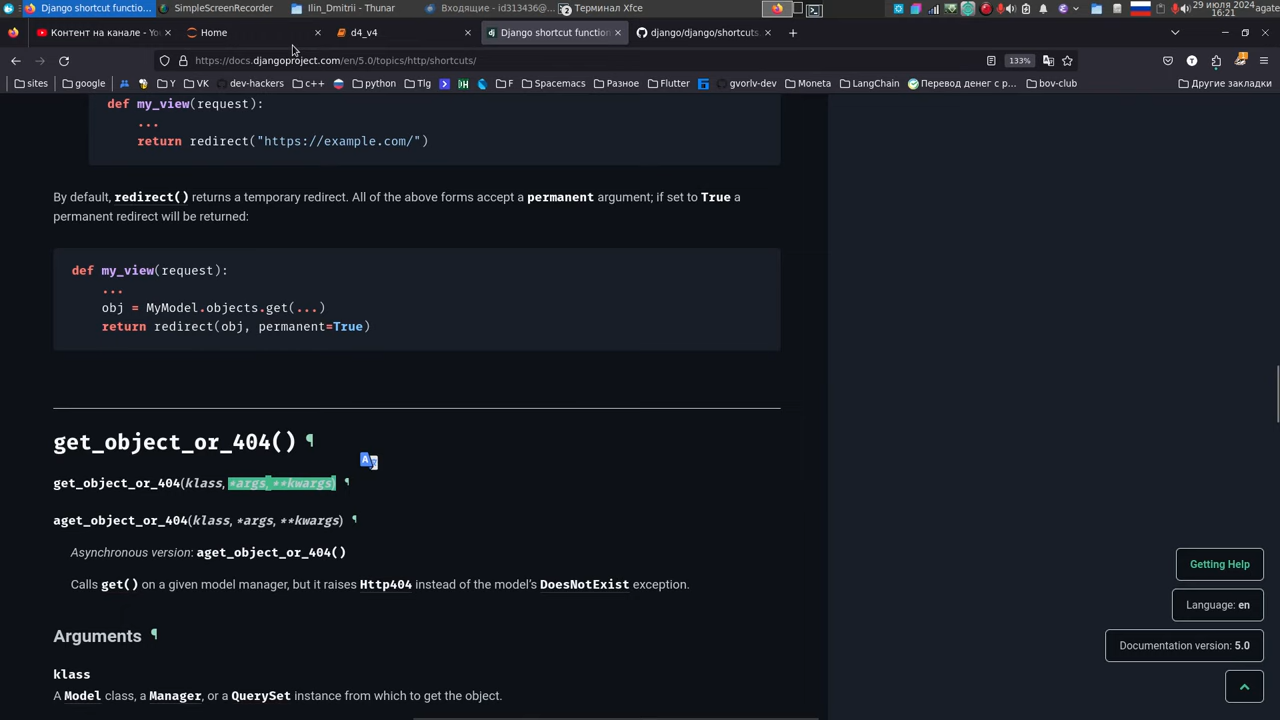 Django shortcut functio...
SimpleScreenRecorder
Ilin_Dmitrii - Thunar
Входящие - id313436@...
2
Терминал Xfce
29 июля 2024
16:21
agate
Контент на канале - Yo
Home
d4_v4
Django shortcut function
django/django/shortcuts.
https://docs.djangoproject.com/en/5.0/topics/http/shortcuts/
133%
sites
google
Y
VK
dev-hackers
c++
python
Tlg
F
Spacemacs
Разное
Flutter
gvorlv-dev
Moneta
LangChain
Перевод денег с р...
bov-club
Другие закладки
def my_view(request):
...
return redirect("https://example.com/")
By default, redirect() returns a temporary redirect. All of the above forms accept a permanent argument; if set to True a
permanent redirect will be returned:
def my_view(request):
...
obj = MyModel.objects.get(...)
return redirect(obj, permanent=True)
get_object_or_404() ¶
get_object_or_404(klass, *args, **kwargs) ¶
aget_object_or_404(klass, *args, **kwargs) ¶
Asynchronous version: aget_object_or_404()
Calls get() on a given model manager, but it raises Http404 instead of the model's DoesNotExist exception.
Arguments ¶
klass
A Model class, a Manager, or a QuerySet instance from which to get the object.
Getting Help
Language: en
Documentation version: 5.0